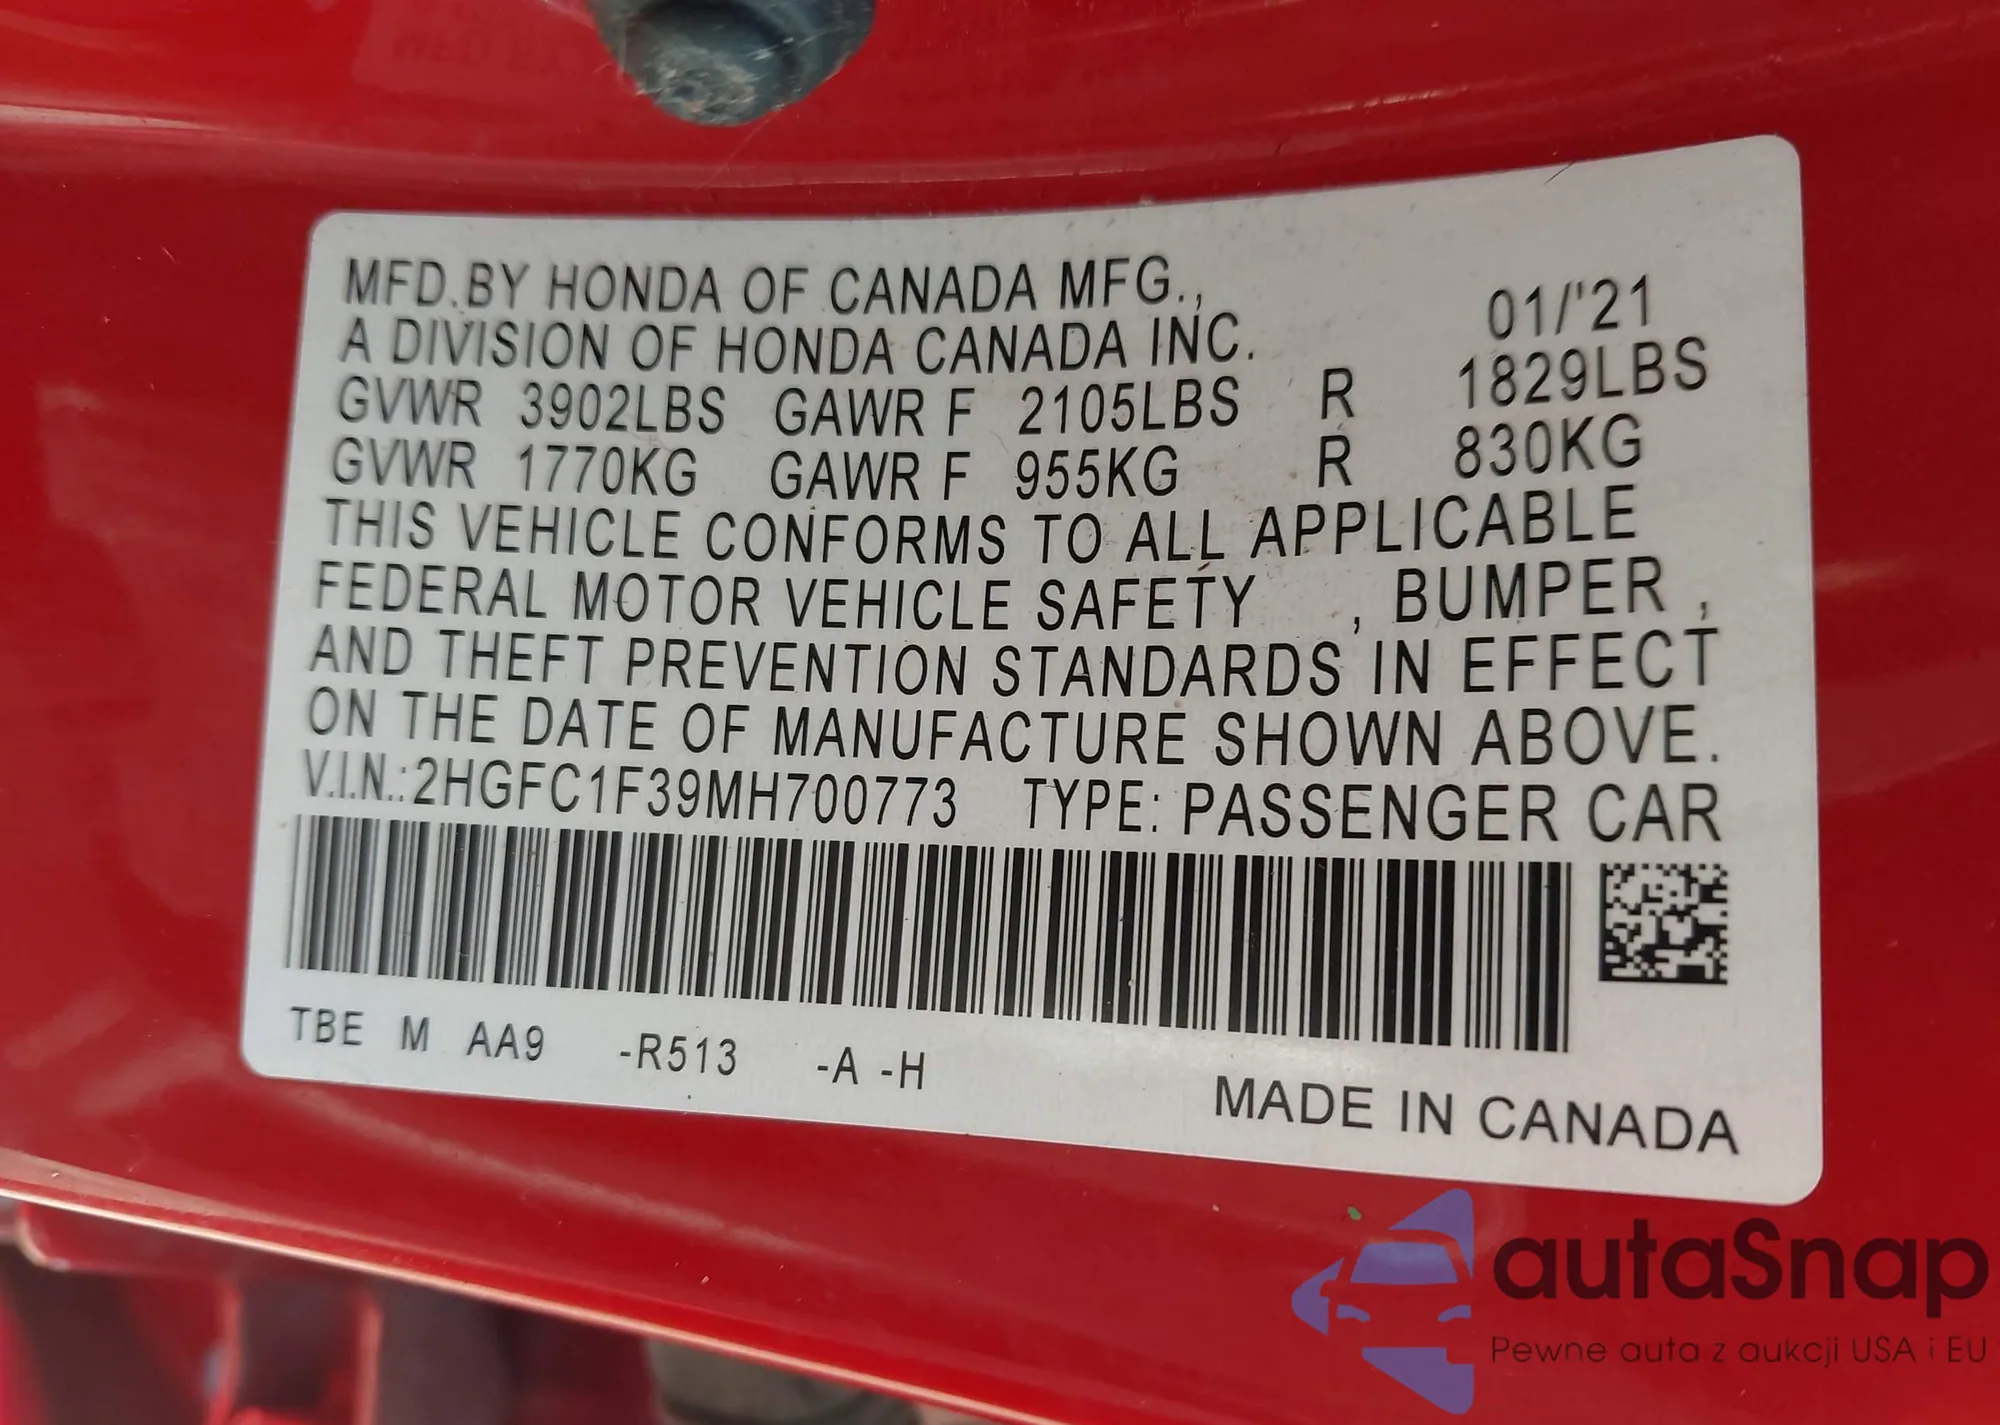 MFD.BY HONDA OF CANADA MFG.,
A DIVISION OF HONDA CANADA INC. 01/'21
GVWR 3902LBS GAWR F 2105LBS R 1829LBS
GVWR 1770KG GAWR F 955KG R 830KG
THIS VEHICLE CONFORMS TO ALL APPLICABLE
FEDERAL MOTOR VEHICLE SAFETY , BUMPER ,
AND THEFT PREVENTION STANDARDS IN EFFECT
ON THE DATE OF MANUFACTURE SHOWN ABOVE.
V.I.N.:2HGFC1F39MH700773 TYPE: PASSENGER CAR
TBE M AA9 -R513 -A -H
MADE IN CANADA
autaSnap
Pewne auta z aukcji USA i EU